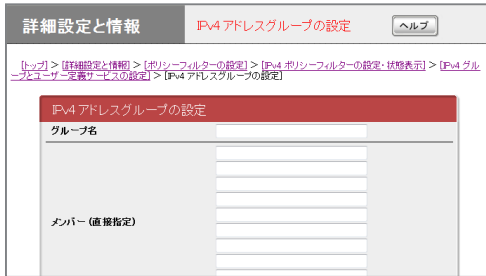 詳細設定と情報
IPv4 アドレスグループの設定
ヘルプ
[トップ] > [詳細設定と情報] > [ポリシーフィルターの設定] > [IPv4 ポリシーフィルターの設定・状態表示] > [IPv4 グル
ープとユーザー定義サービスの設定] > [IPv4 アドレスグループの設定]
IPv4 アドレスグループの設定
グループ名
メンバー (直接指定)